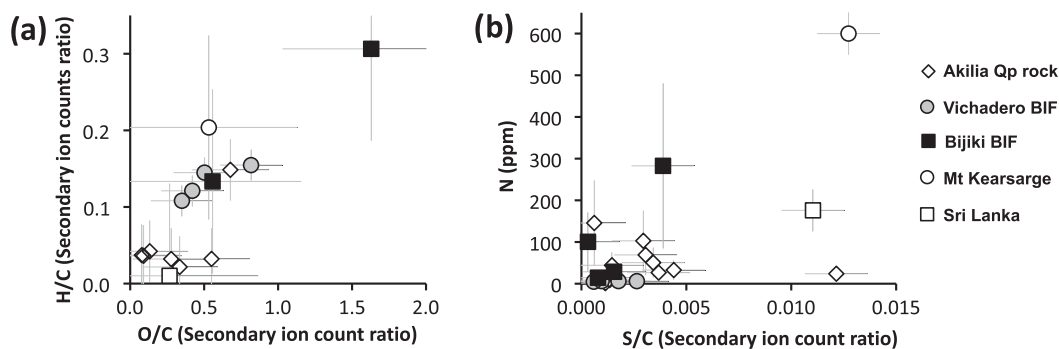 (a)
H/C (Secondary ion counts ratio)
0.3
0.2
0.1
0.0
0.0 0.5 1.0 1.5 2.0
O/C (Secondary ion count ratio)
(b)
N (ppm)
600
500
400
300
200
100
0
0.000 0.005 0.010 0.015
S/C (Secondary ion count ratio)
Akilia Qp rock
Vichadero BIF
Bijiki BIF
Mt Kearsarge
Sri Lanka